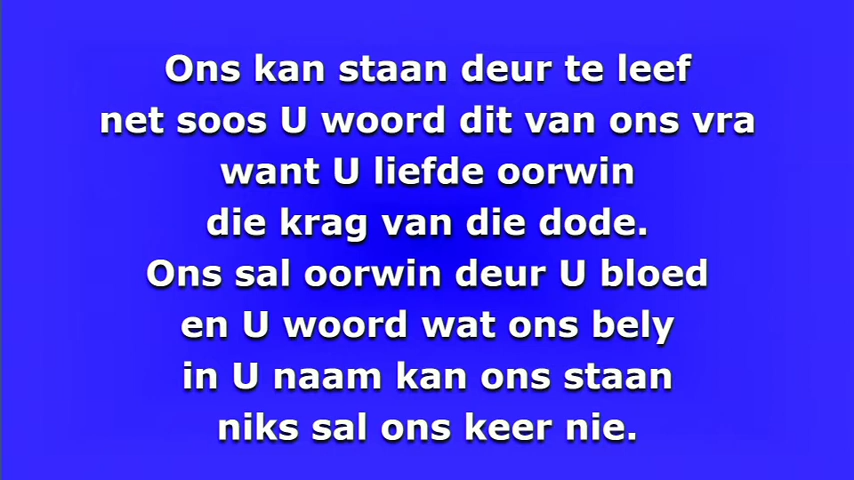 Ons kan staan deur te leef
net soos U woord dit van ons vra
want U liefde oorwin
die krag van die dode.
Ons sal oorwin deur U bloed
en U woord wat ons bely
in U naam kan ons staan
niks sal ons keer nie.